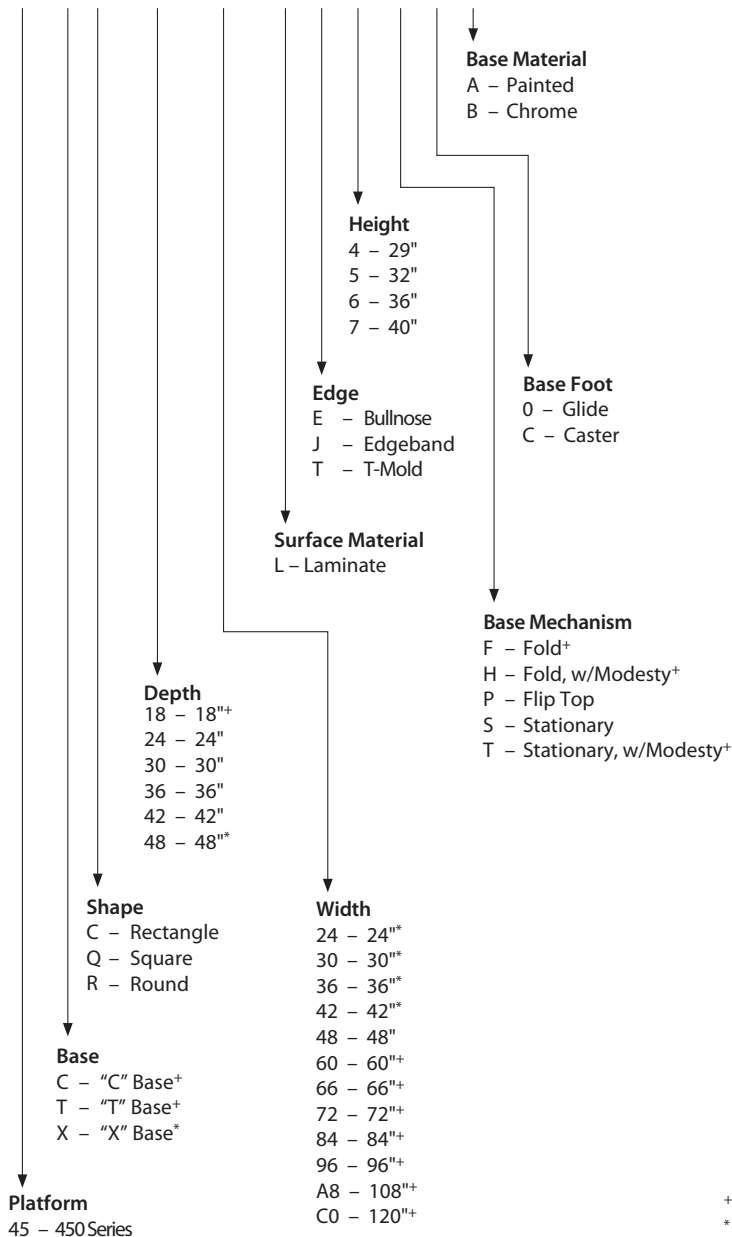 Base Material
A – Painted
B – Chrome
Height
4 – 29"
5 – 32"
6 – 36"
7 – 40"
Edge
E – Bullnose
J – Edgeband
T – T-Mold
Base Foot
0 – Glide
C – Caster
Surface Material
L – Laminate
Base Mechanism
F – Fold+
H – Fold, w/Modesty+
P – Flip Top
S – Stationary
T – Stationary, w/Modesty+
Depth
18 – 18"+
24 – 24"
30 – 30"
36 – 36"
42 – 42"
48 – 48"*
Shape
C – Rectangle
Q – Square
R – Round
Width
24 – 24"*
30 – 30"*
36 – 36"*
42 – 42"*
48 – 48"
60 – 60"+
66 – 66"+
72 – 72"+
84 – 84"+
96 – 96"+
A8 – 108"+
C0 – 120"+
Base
C – “C” Base+
T – “T” Base+
X – “X” Base*
Platform
45 – 450 Series
+
*